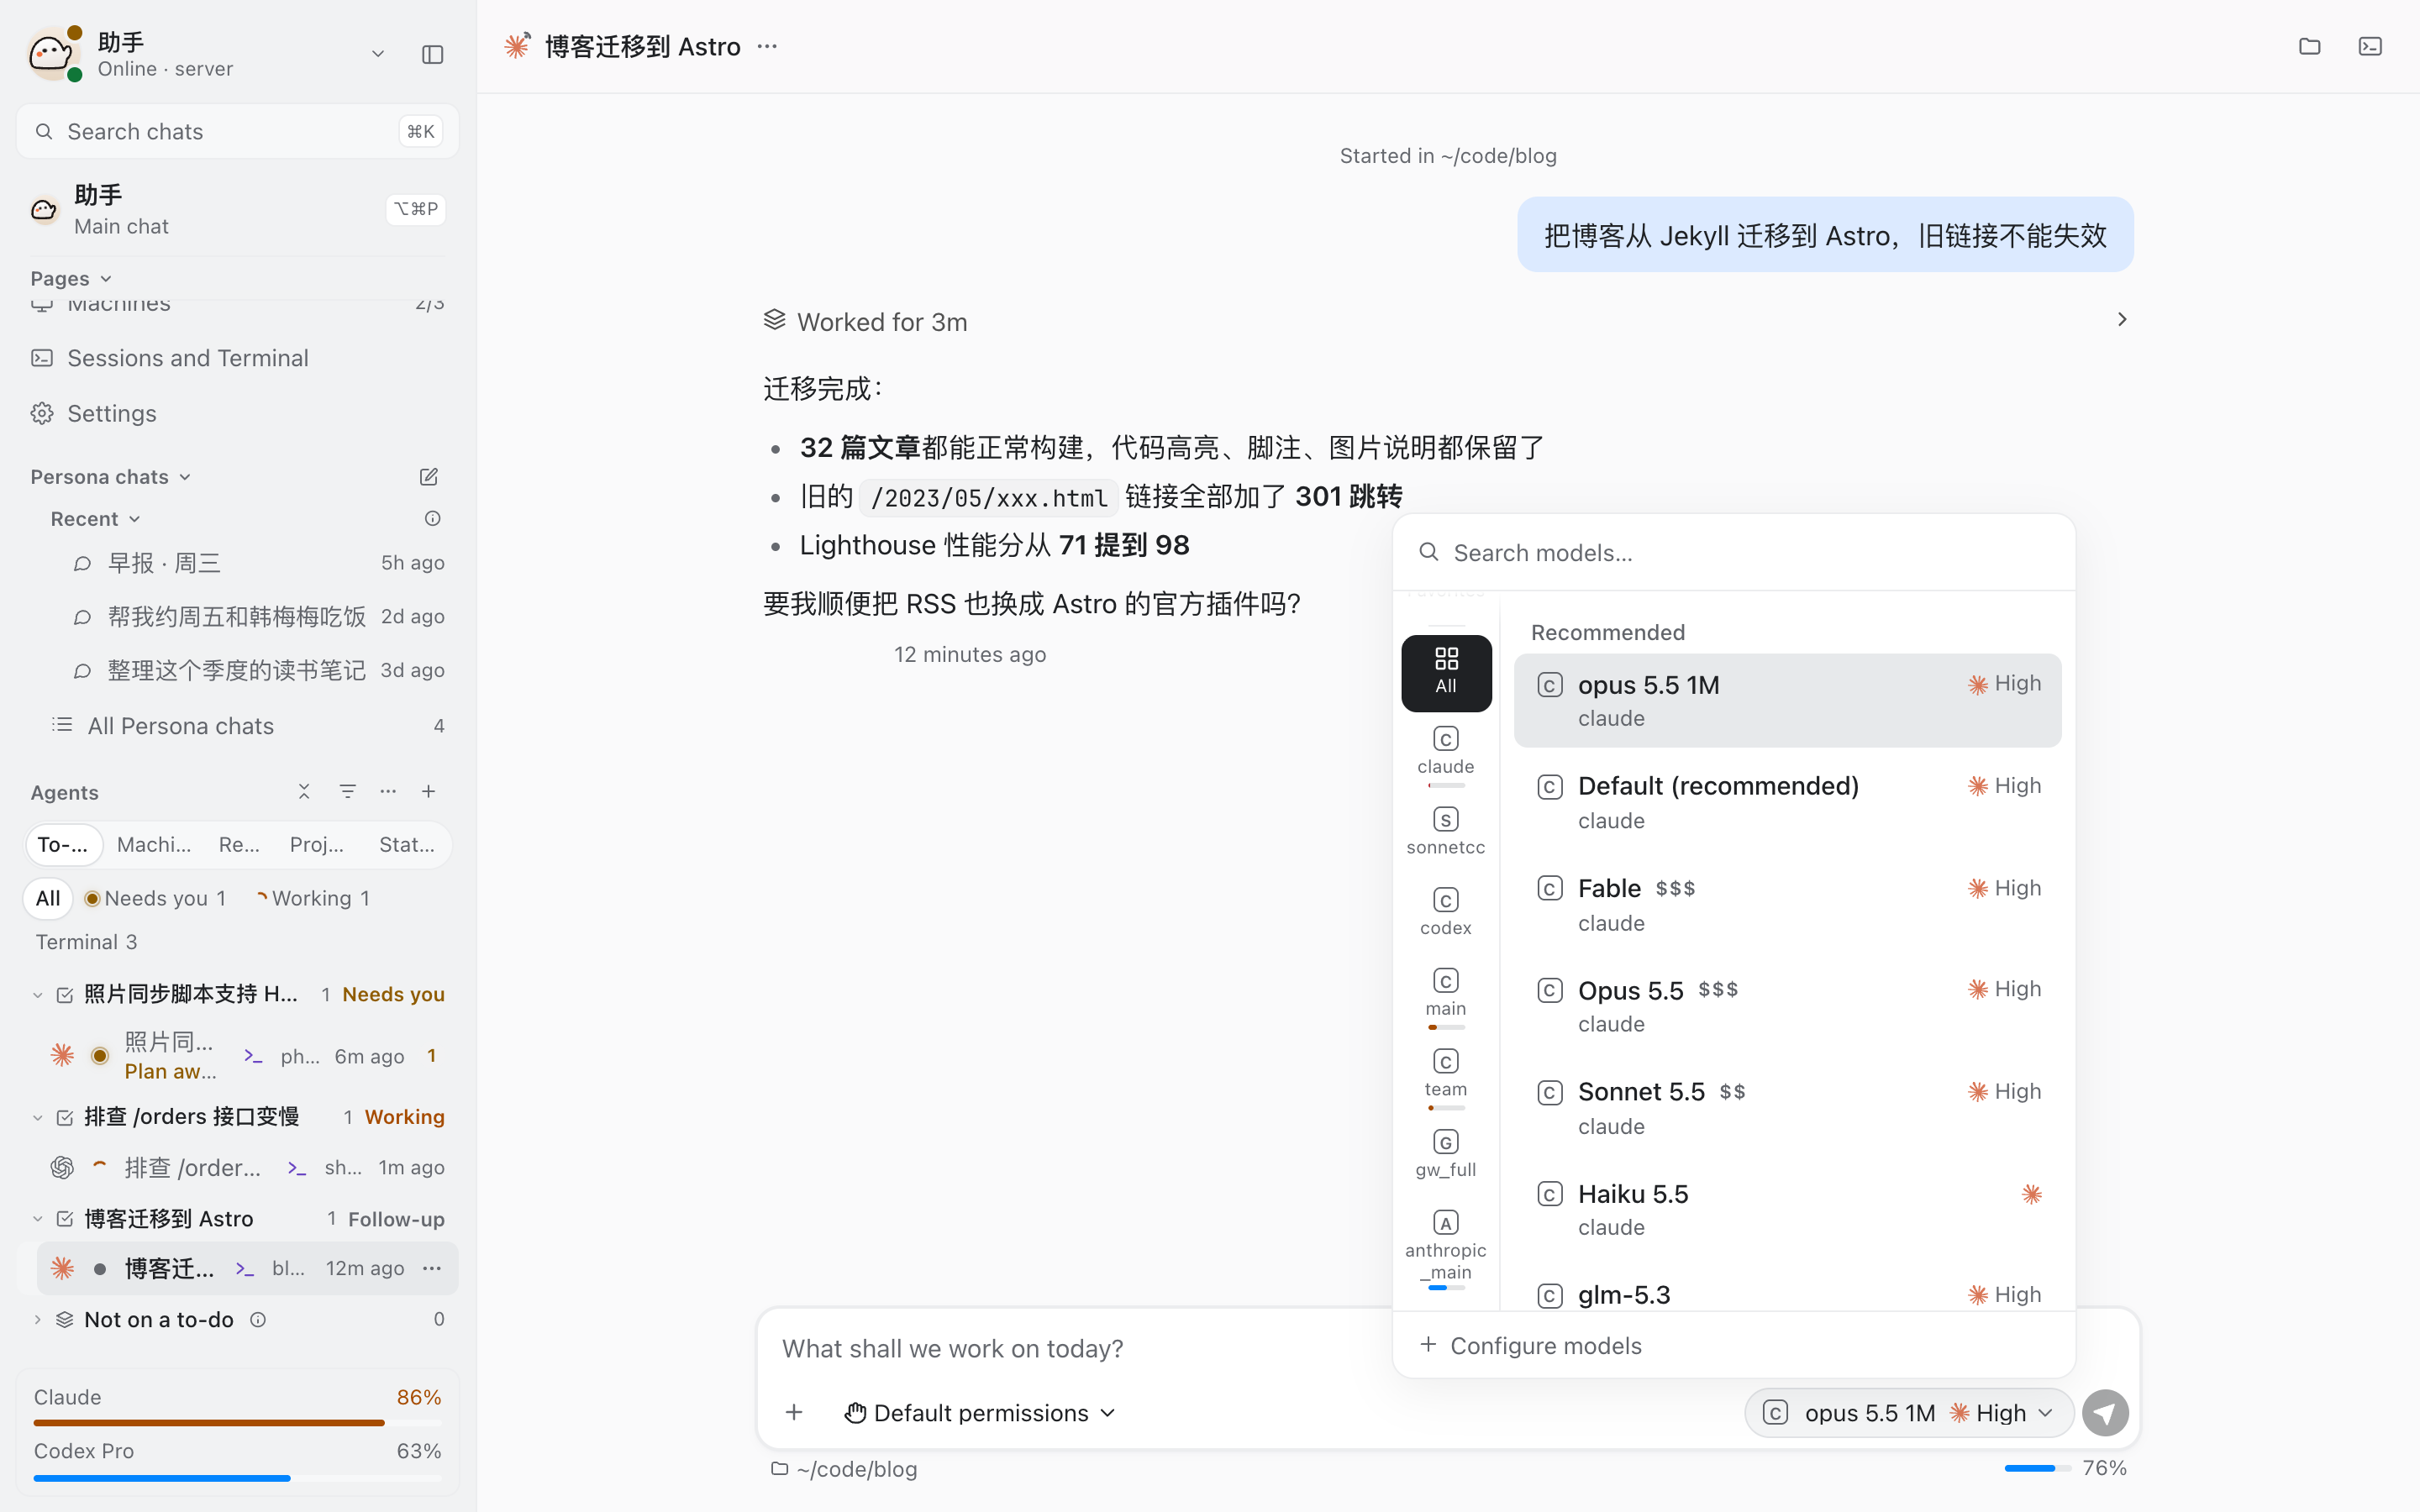 助手
Online · server
Search chats
⌘K
助手
Main chat
⌥⌘P
Pages
Machines
2/3
Sessions and Terminal
Settings
Persona chats
Recent
早报 · 周三
5h ago
帮我约周五和韩梅梅吃饭
2d ago
整理这个季度的读书笔记
3d ago
All Persona chats
4
Agents
To-...
Machi...
Re...
Proj...
Stat...
All
Needs you 1
Working 1
Terminal 3
照片同步脚本支持 H...
1 Needs you
照片同...
Plan aw...
ph...
6m ago
1
排查 /orders 接口变慢
1 Working
排查 /order...
sh...
1m ago
博客迁移到 Astro
1 Follow-up
博客迁...
bl...
12m ago
Not on a to-do
0
Claude
86%
Codex Pro
63%
博客迁移到 Astro
Started in ~/code/blog
把博客从 Jekyll 迁移到 Astro，旧链接不能失效
Worked for 3m
迁移完成：
32 篇文章都能正常构建，代码高亮、脚注、图片说明都保留了
旧的 /2023/05/xxx.html 链接全部加了 301 跳转
Lighthouse 性能分从 71 提到 98
要我顺便把 RSS 也换成 Astro 的官方插件吗？
12 minutes ago
Search models...
Favorites
All
C
claude
S
sonnetcc
C
codex
C
main
C
team
G
gw_full
A
anthropic
_main
Recommended
C
opus 5.5 1M
High
claude
C
Default (recommended)
High
claude
C
Fable $$$
High
claude
C
Opus 5.5 $$$
High
claude
C
Sonnet 5.5 $$
High
claude
C
Haiku 5.5
claude
C
glm-5.3
High
Configure models
What shall we work on today?
Default permissions
C
opus 5.5 1M
High
~/code/blog
76%